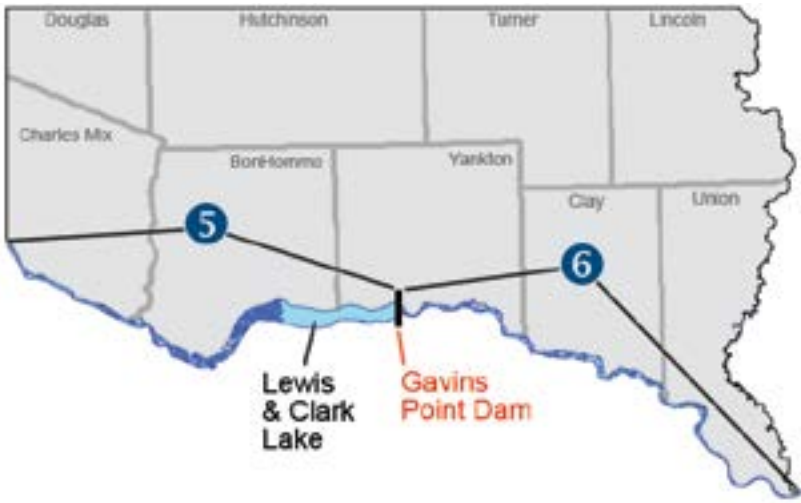 Douglas
Hutchinson
Turner
Lincoln
Charles Mix
BonHomme
Yankton
Clay
Union
5
6
Lewis
& Clark
Lake
Gavins
Point Dam